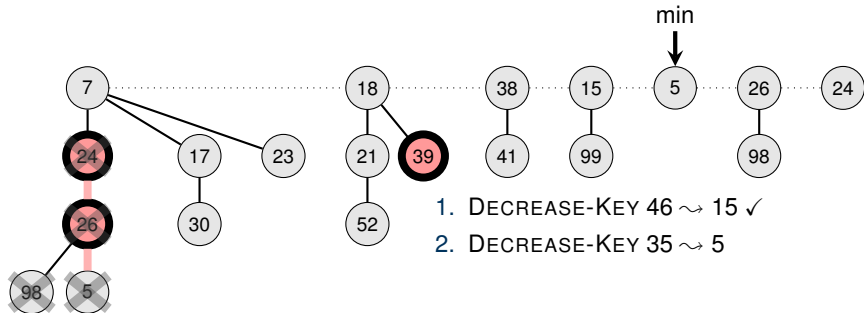 min
7 18 38 15 5 26 24
24 17 23 21 39 41 99 98
26 30 52
1. DECREASE-KEY 46 ⤳ 15 ✓
2. DECREASE-KEY 35 ⤳ 5
98 5